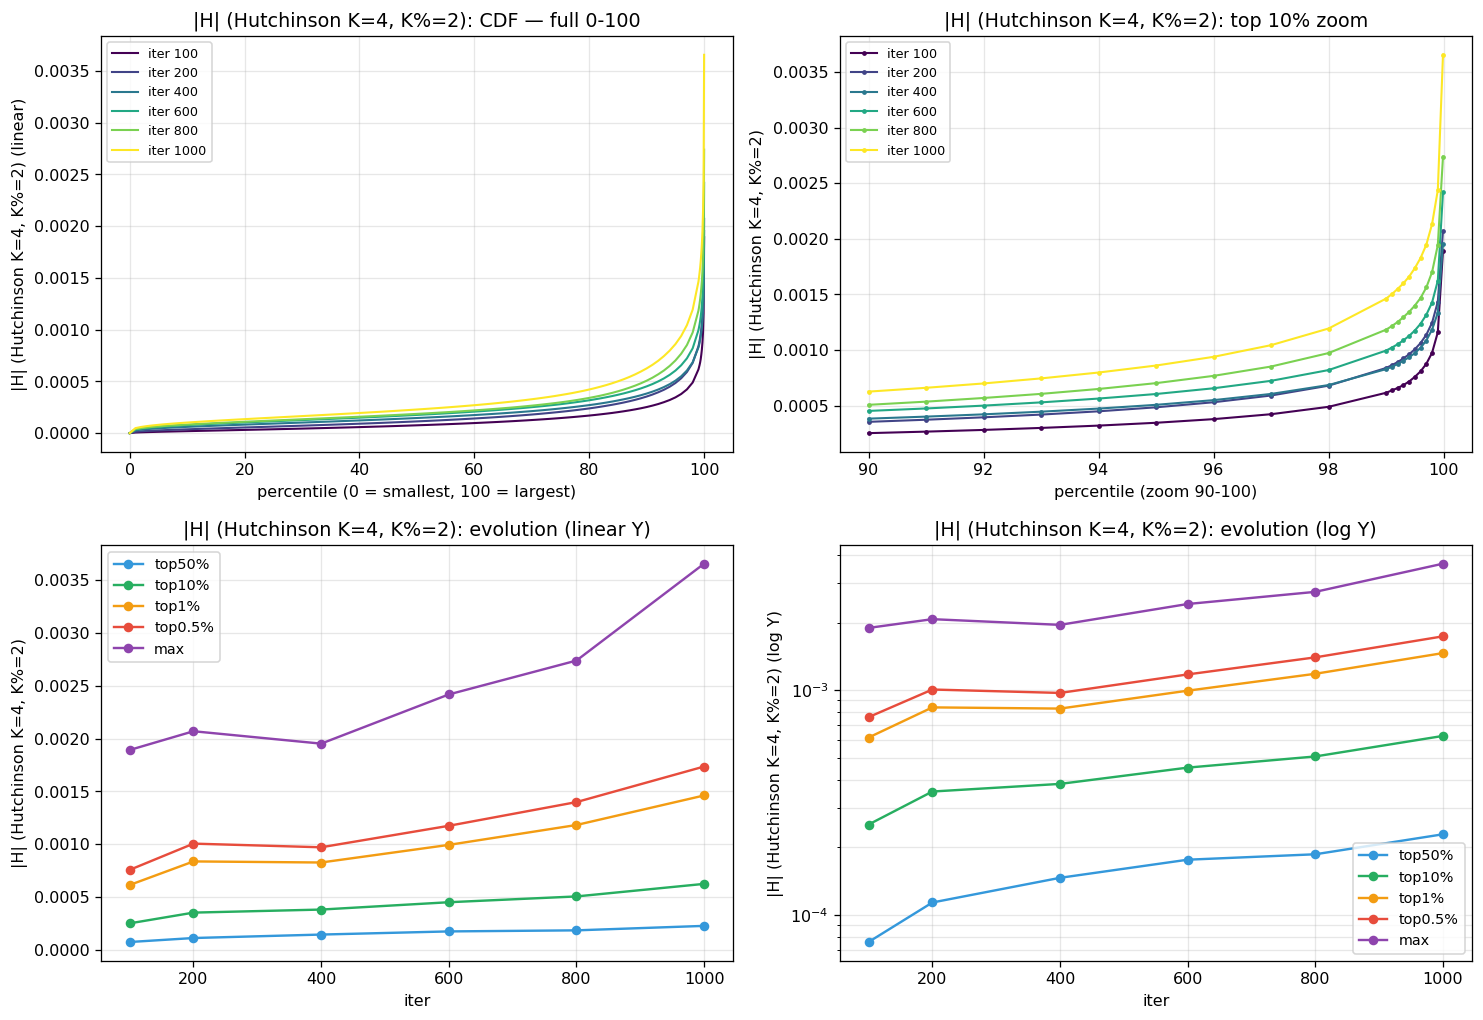 |H| (Hutchinson K=4, K%=2): CDF — full 0-100
|H| (Hutchinson K=4, K%=2) (linear)
0.0035
0.0030
0.0025
0.0020
0.0015
0.0010
0.0005
0.0000
iter 100
iter 200
iter 400
iter 600
iter 800
iter 1000
0 20 40 60 80 100
percentile (0 = smallest, 100 = largest)
|H| (Hutchinson K=4, K%=2): top 10% zoom
|H| (Hutchinson K=4, K%=2)
0.0035
0.0030
0.0025
0.0020
0.0015
0.0010
0.0005
iter 100
iter 200
iter 400
iter 600
iter 800
iter 1000
90 92 94 96 98 100
percentile (zoom 90-100)
|H| (Hutchinson K=4, K%=2): evolution (linear Y)
|H| (Hutchinson K=4, K%=2)
0.0035
0.0030
0.0025
0.0020
0.0015
0.0010
0.0005
0.0000
top50%
top10%
top1%
top0.5%
max
200 400 600 800 1000
iter
|H| (Hutchinson K=4, K%=2): evolution (log Y)
|H| (Hutchinson K=4, K%=2) (log Y)
10⁻³
10⁻⁴
top50%
top10%
top1%
top0.5%
max
200 400 600 800 1000
iter